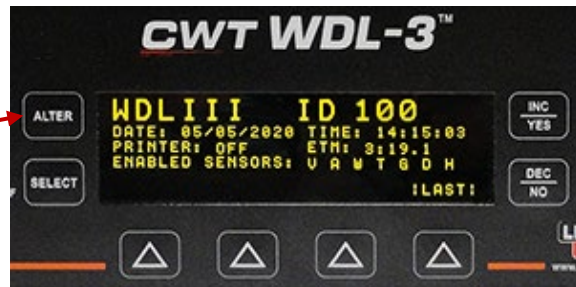 CWT WDL-3™
ALTER
WDLIII ID 100
DATE: 05/05/2020 TIME: 14:15:03
PRINTER: OFF ETM: 3:19.1
ENABLED SENSORS: V A W T G D H
SELECT
INC
YES
DEC
NO